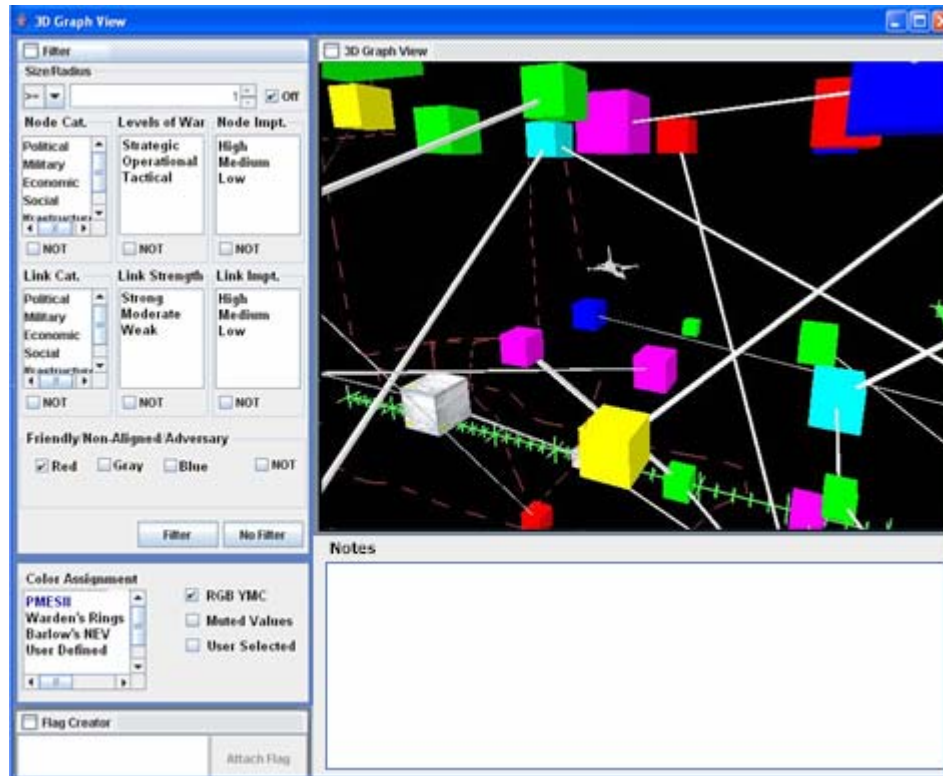 3D Graph View
Filter
Size/Radius
>=
1
Off
Node Cat.
Levels of War
Node Impt.
Political
Military
Economic
Social
Strategic
Operational
Tactical
High
Medium
Low
NOT
NOT
NOT
Link Cat.
Link Strength
Link Impt.
Political
Military
Economic
Social
Strong
Moderate
Weak
High
Medium
Low
NOT
NOT
NOT
Friendly/Non-Aligned/Adversary
Red
Gray
Blue
NOT
Filter
No Filter
Color Assignment
PMESII
Warden's Rings
Barlow's NEV
User Defined
RGB YMC
Muted Values
User Selected
Flag Creator
Attach Flag
3D Graph View
Notes